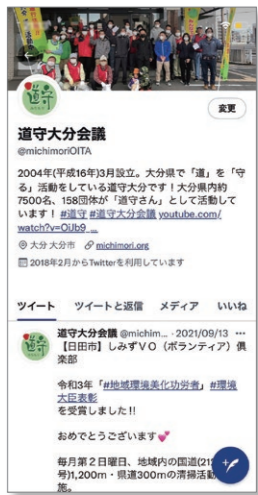 道守
変更
道守大分会議
@michimoriOITA
2004年(平成16年)3月設立。大分県で「道」を「守
る」活動をしている道守大分です！大分県内約
7500名、158団体が「道守さん」として活動して
います！ #道守 #道守大分会議 youtube.com/
watch?v=OiJb9_...
大分 大分市 michimori.org
2018年2月からTwitterを利用しています
ツイート ツイートと返信 メディア いいね
道守大分会議 @michim... · 2021/09/13 ···
【日田市】しみずVO（ボランティア）俱
楽部
令和3年「#地域環境美化功労者」#環境
大臣表彰
を受賞しました!!
おめでとうございます💕
毎月第２日曜日、地域内の国道(212
号)1,200m・県道300mの清掃活動
施。